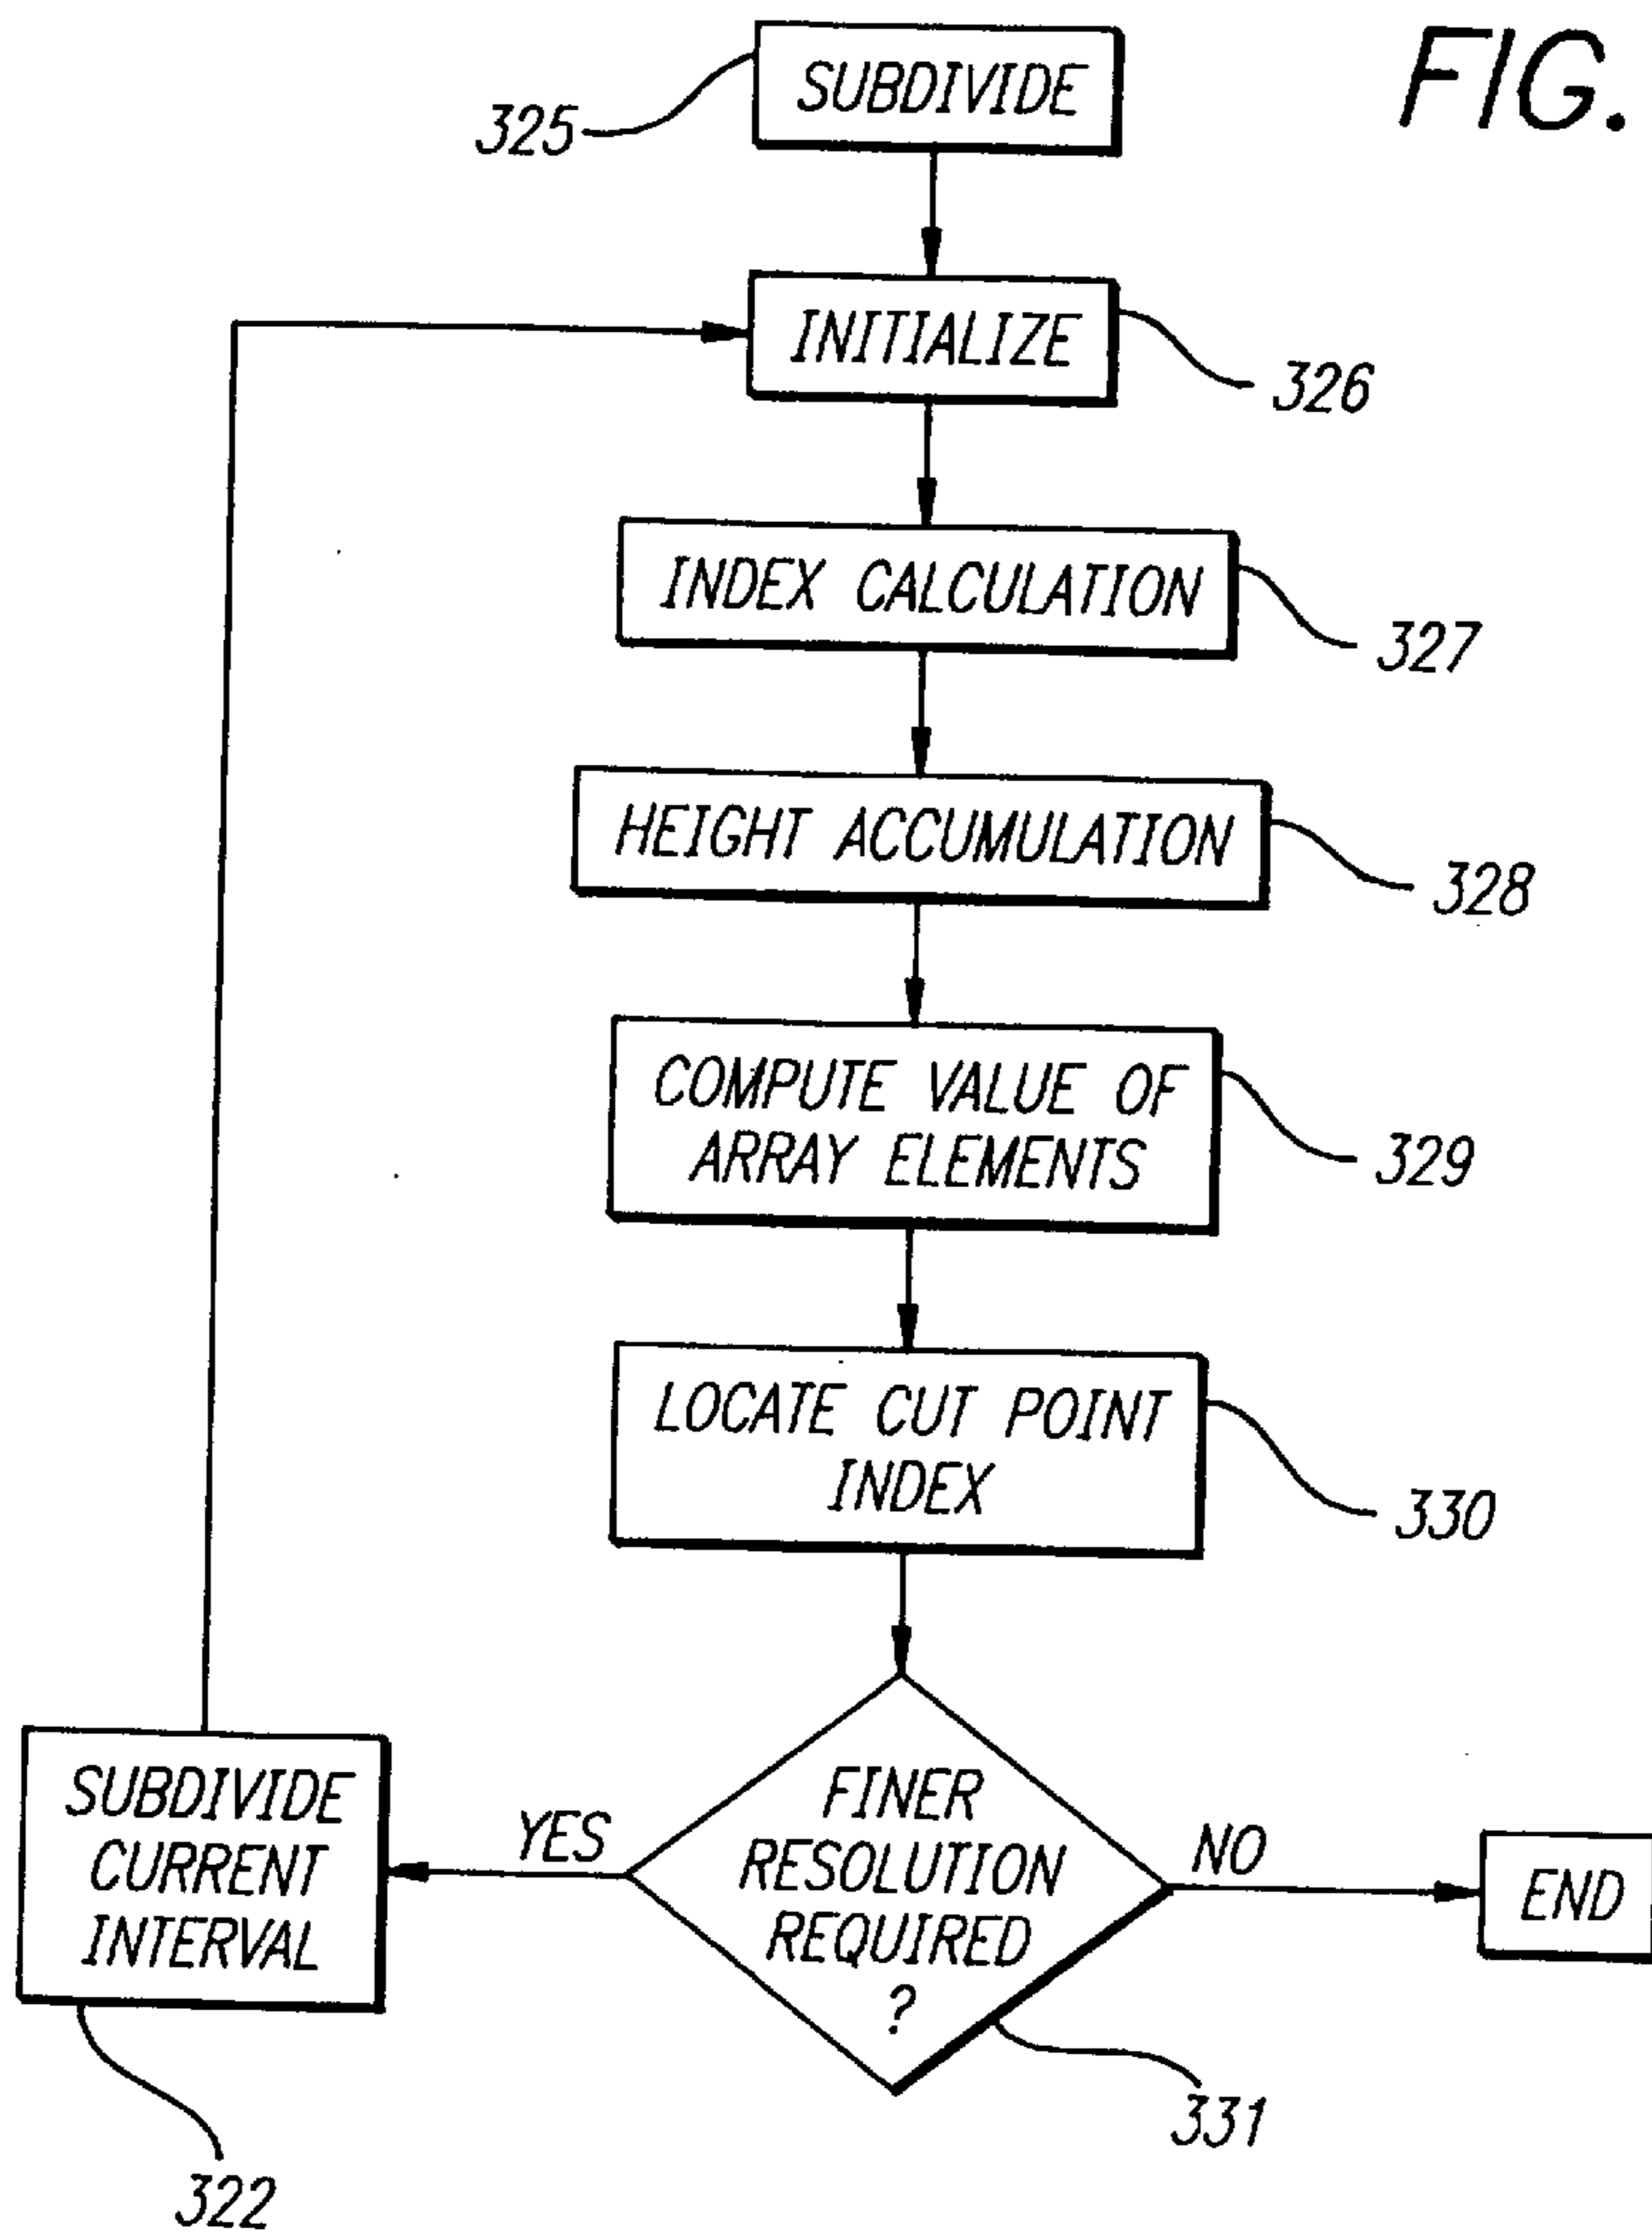 FIG.
SUBDIVIDE
325
INITIALIZE
326
INDEX CALCULATION
327
HEIGHT ACCUMULATION
328
COMPUTE VALUE OF
ARRAY ELEMENTS
329
LOCATE CUT POINT
INDEX
330
FINER
RESOLUTION
REQUIRED
?
331
YES
NO
SUBDIVIDE
CURRENT
INTERVAL
322
END